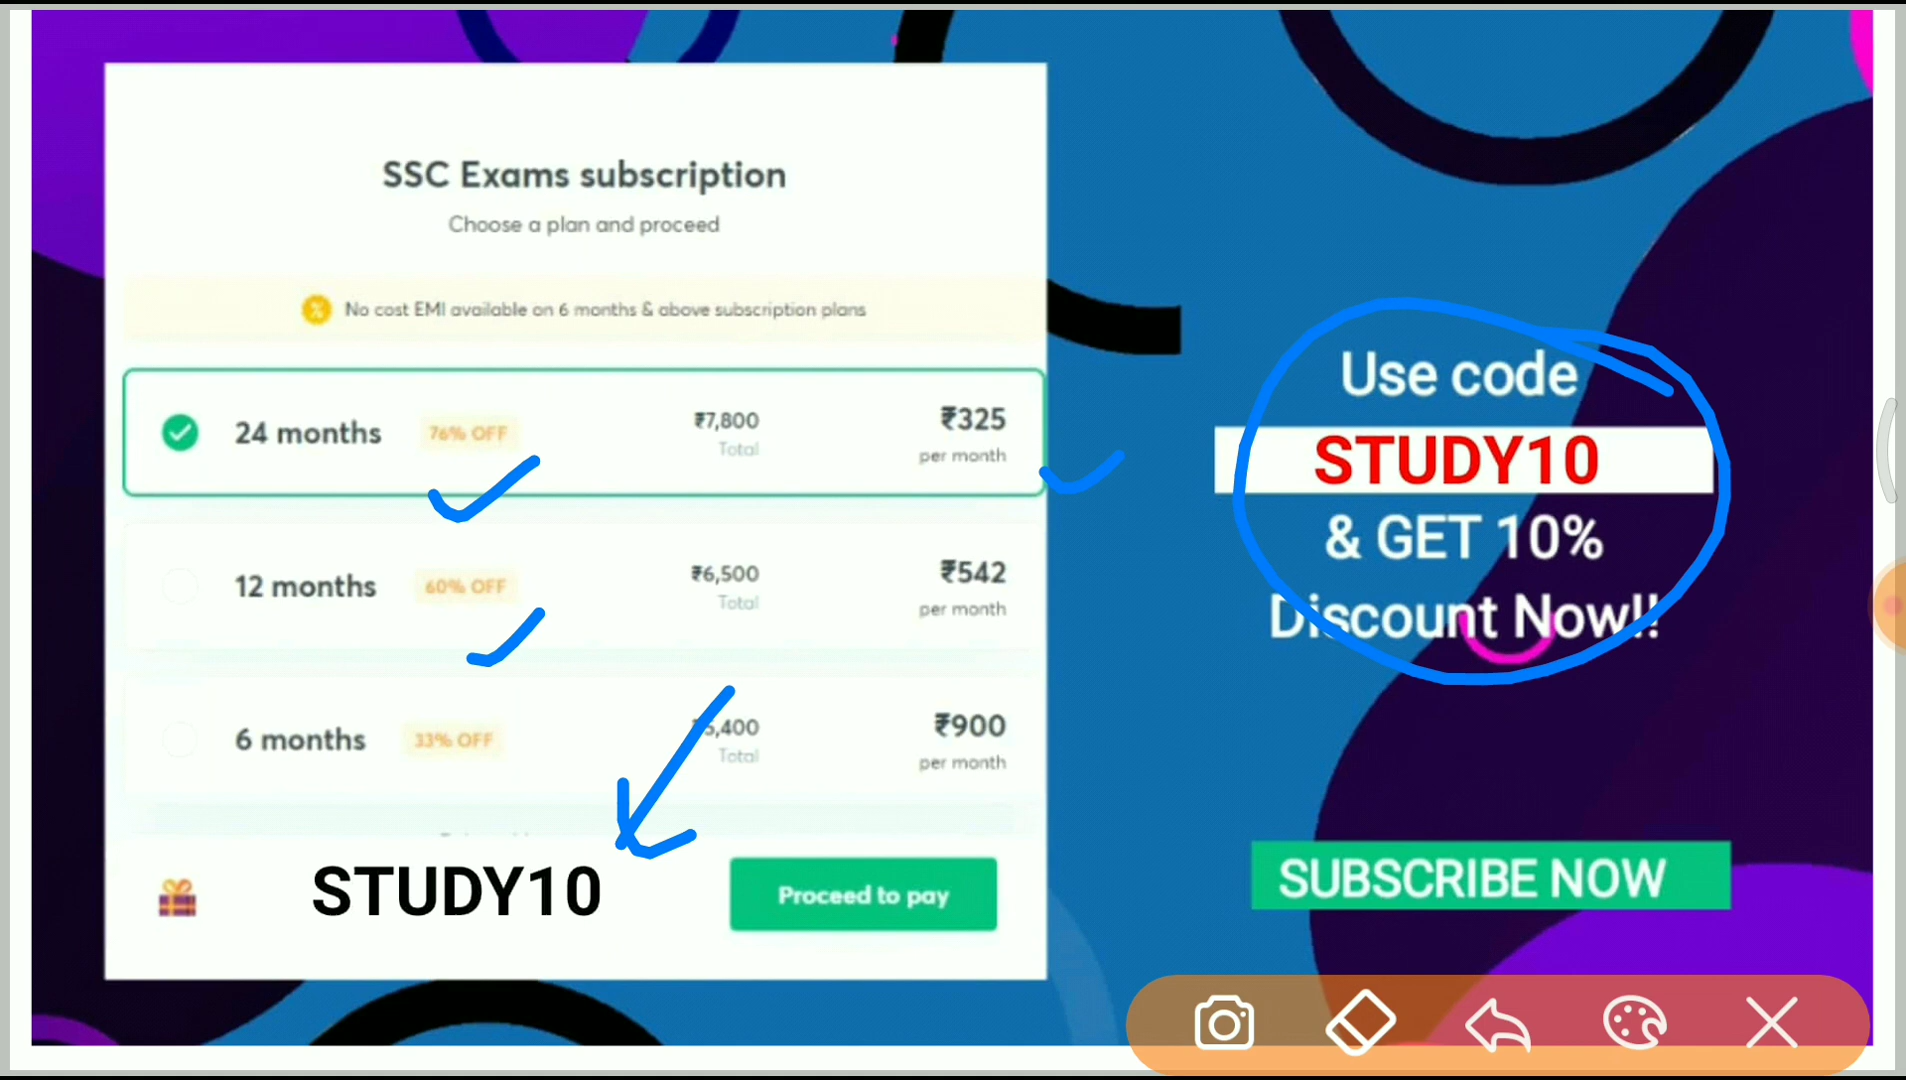 SSC Exams subscription
Choose a plan and proceed
No cost EMI available on 6 months & above subscription plans
24 months 76% OFF ₹7,800 ₹325
Total per month
12 months 60% OFF ₹6,500 ₹542
Total per month
6 months 33% OFF ,400 ₹900
Total per month
STUDY10 Proceed to pay
Use code
STUDY10
& GET 10%
Discount Now!!
SUBSCRIBE NOW